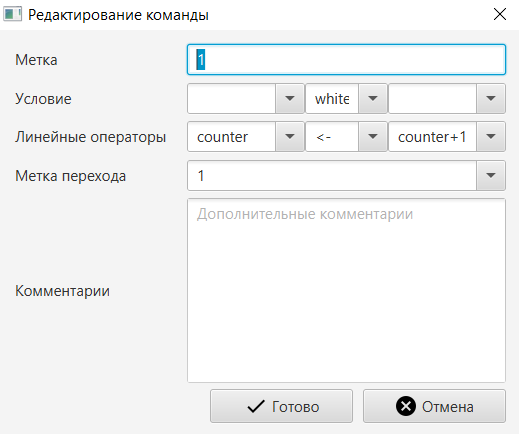 Редактирование команды
Метка 1
Условие white
Линейные операторы counter <- counter+1
Метка перехода 1
Дополнительные комментарии
Комментарии
Готово Отмена